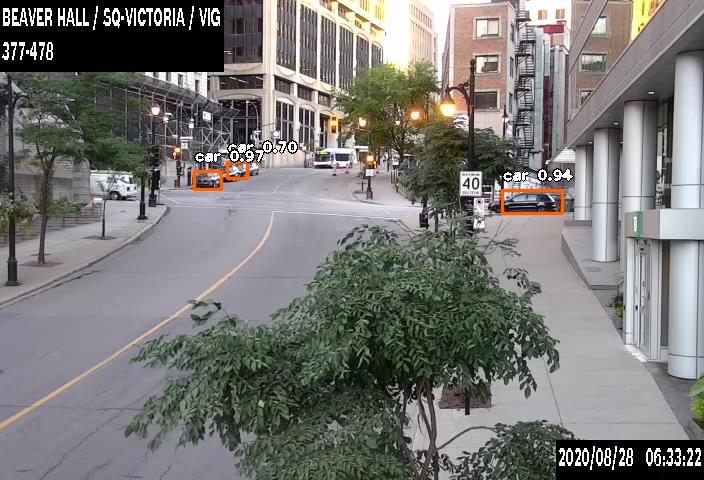 BEAVER HALL / SQ-VICTORIA / VIG
377-478
car 0.97
car 0.70
car 0.94
MAXIMUM
40
2020/08/28 06:33:22